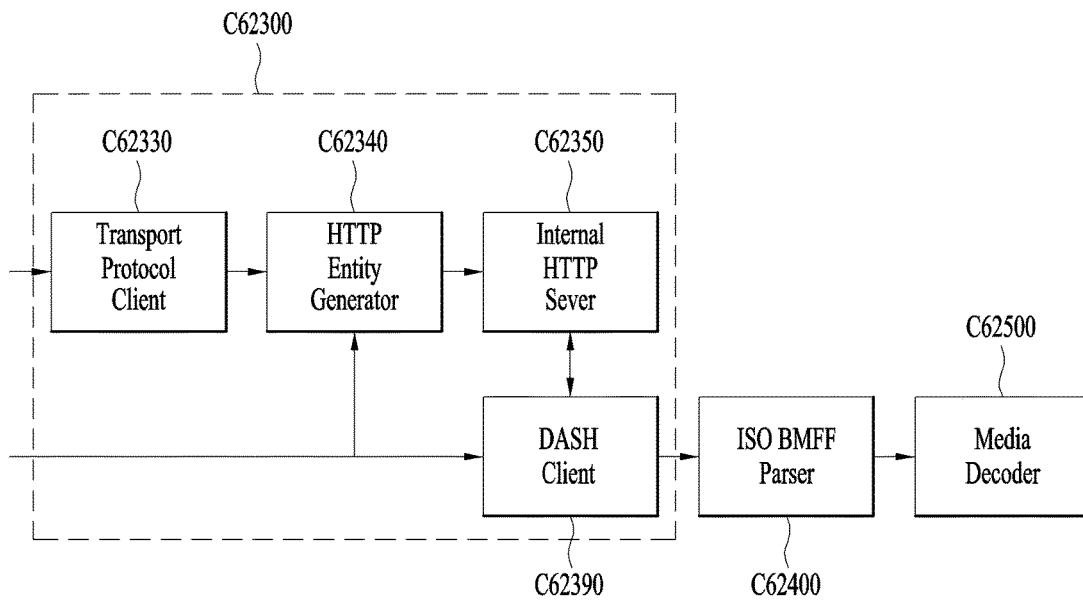 C62300
C62330
C62340
C62350
Transport
Protocol
Client
HTTP
Entity
Generator
Internal
HTTP
Sever
C62500
DASH
Client
ISO BMFF
Parser
Media
Decoder
C62390
C62400